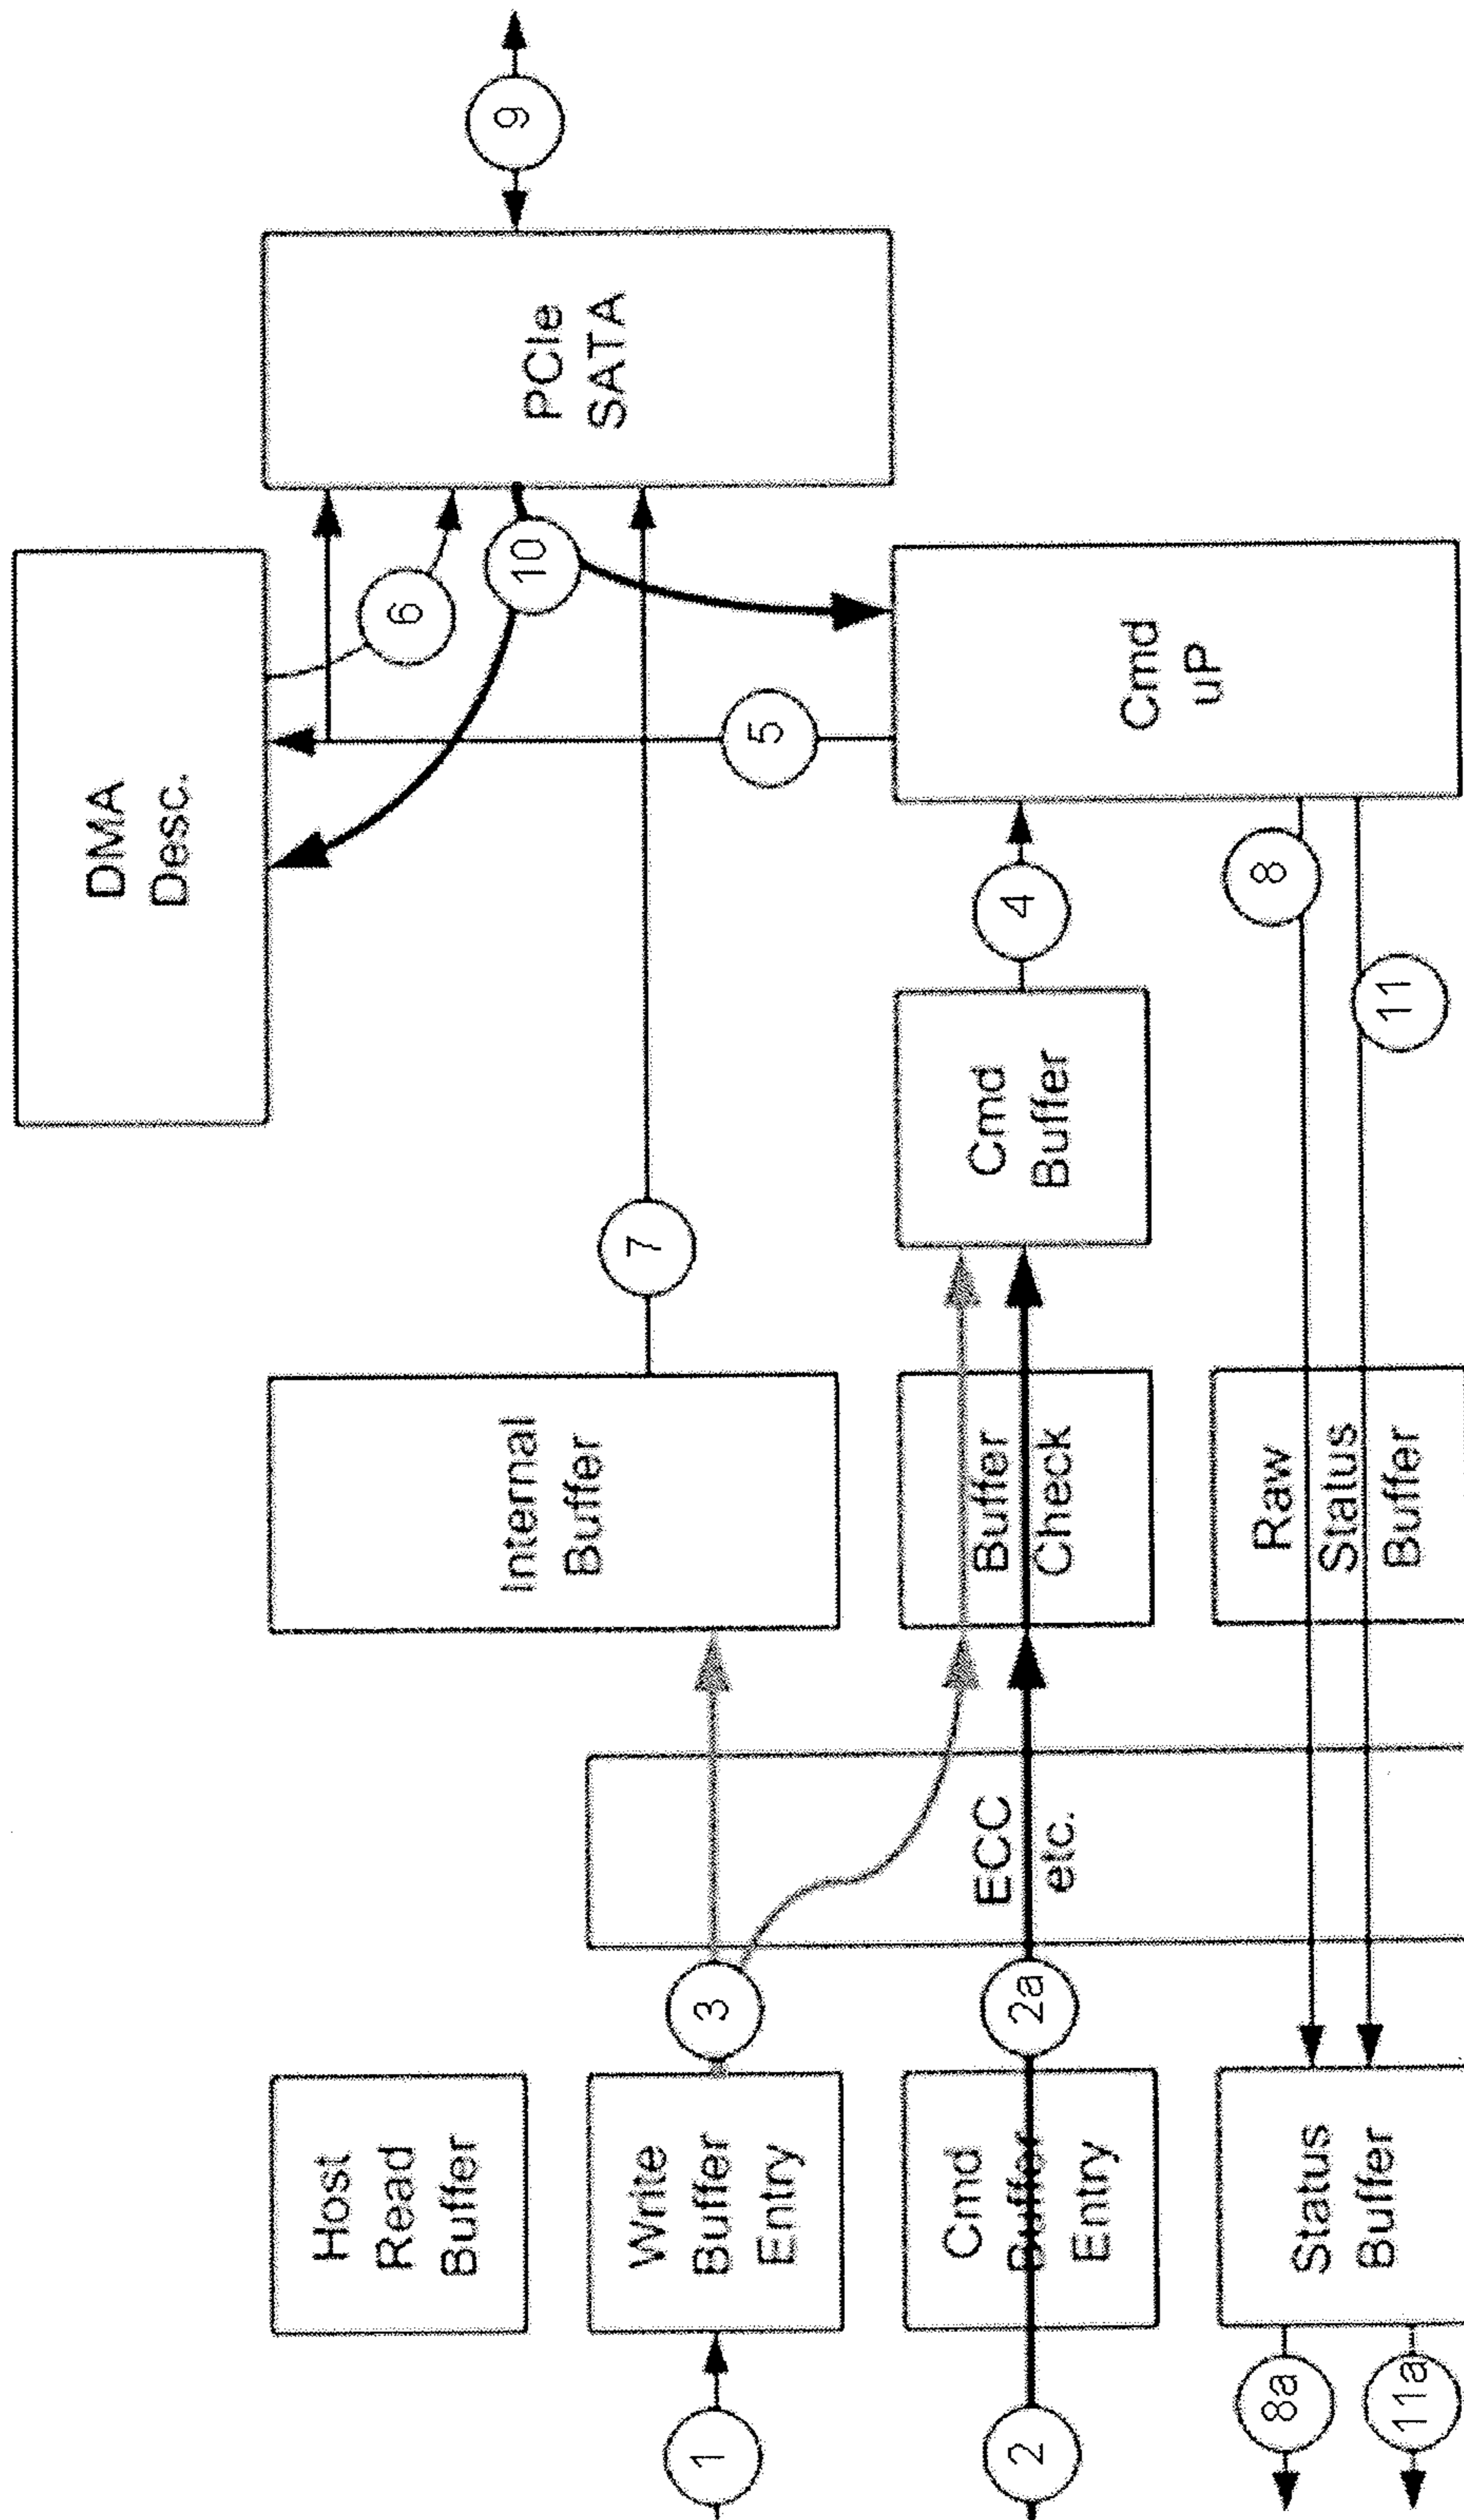 Host
Read
Buffer
Write
Buffer
Entry
Cmd
Buffer
Entry
Status
Buffer
1
2
3
2a
8a
11a
ECC
etc.
Internal
Buffer
Buffer
Check
Raw
Status
Buffer
7
Cmd
Buffer
4
8
11
DMA
Desc.
5
6
10
Cmd
uP
PCIe
SATA
9